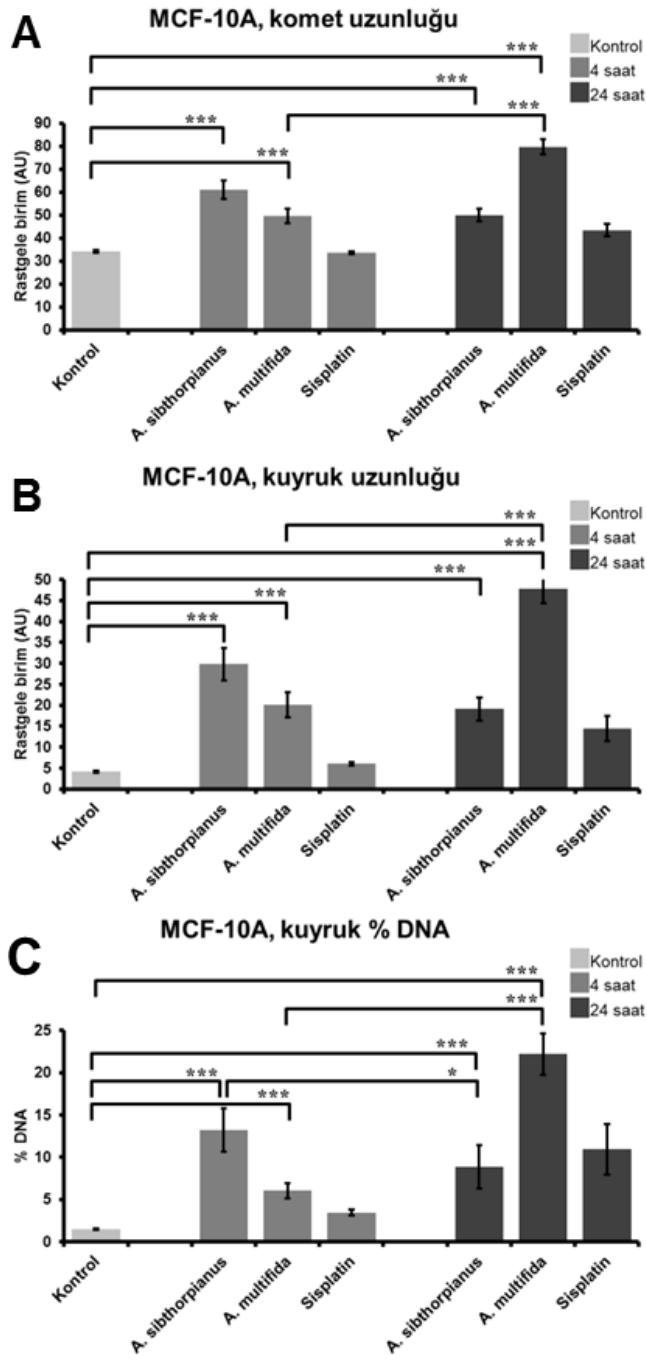 A
MCF-10A, komet uzunluğu
Kontrol
4 saat
24 saat
***
***
***
***
***
Rastgele birim (AU)
90
80
70
60
50
40
30
20
10
0
Kontrol
A. sibthorpianus
A. multifida
Sisplatin
A. sibthorpianus
A. multifida
Sisplatin
B
MCF-10A, kuyruk uzunluğu
Kontrol
4 saat
24 saat
***
***
***
***
***
Rastgele birim (AU)
50
45
40
35
30
25
20
15
10
5
0
Kontrol
A. sibthorpianus
A. multifida
Sisplatin
A. sibthorpianus
A. multifida
Sisplatin
C
MCF-10A, kuyruk % DNA
Kontrol
4 saat
24 saat
***
***
***
***
*
***
% DNA
25
20
15
10
5
0
Kontrol
A. sibthorpianus
A. multifida
Sisplatin
A. sibthorpianus
A. multifida
Sisplatin